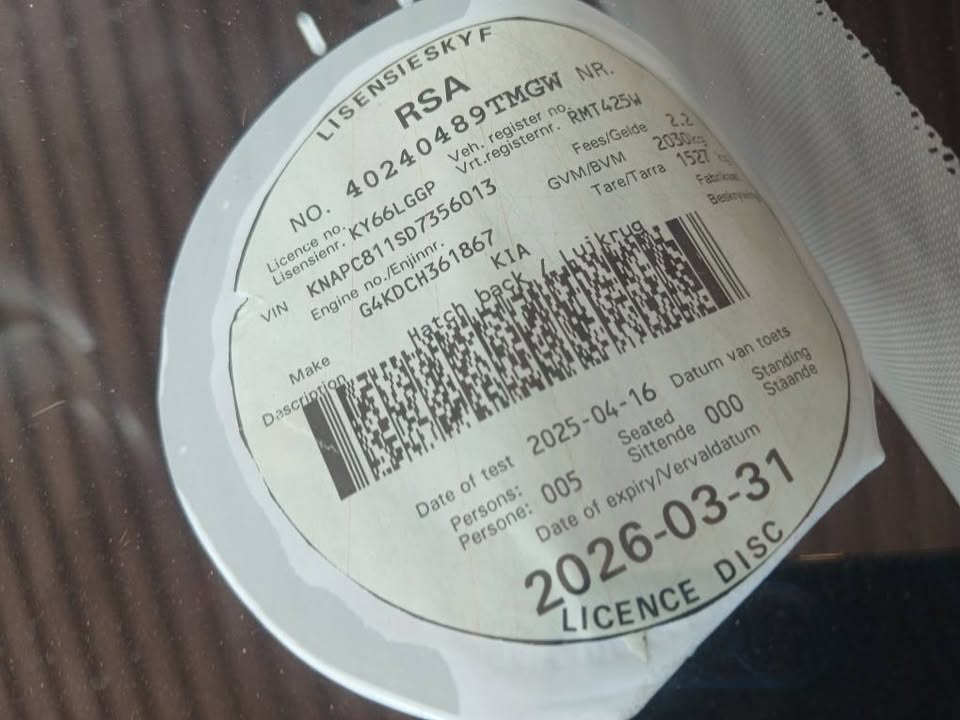 LISENSIESKYF
RSA
NO. 40240489TMGW NR.
Licence no. Veh. register no.
Lisensienr. KY66LGGP Vrt.registernr. RMT425W
VIN KNAPC811SD7356013 Fees/Gelde 2.2
Engine no./Enjinnr. GVM/BVM 2030kg
G4KDCH361867 Tare/Tarra 1527
Make KIA
Description Hatch back / Luikrug
Date of test 2025-04-16 Datum van toets
Persons: Seated Standing
Persone: 005 Sittende 000 Staande
Date of expiry/Vervaldatum
2026-03-31
LICENCE DISC